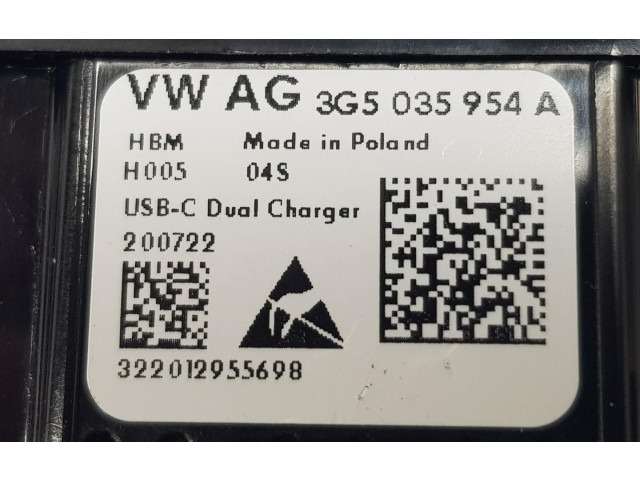 VW AG 3G5 035 954 A
HBM Made in Poland
H005 04S
USB-C Dual Charger
200722
322012955698